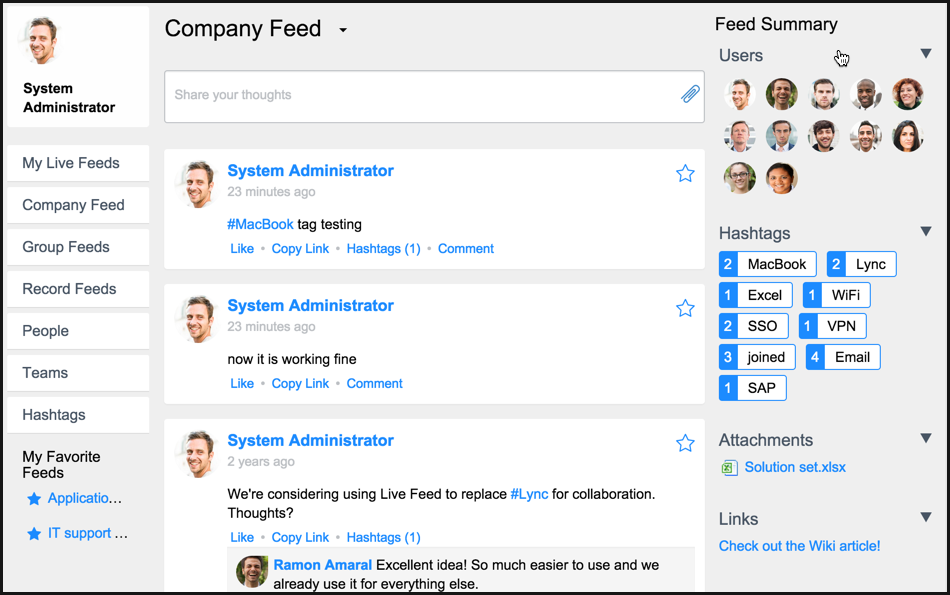 System
Administrator
My Live Feeds
Company Feed
Group Feeds
Record Feeds
People
Teams
Hashtags
My Favorite
Feeds
Applicatio...
IT support ...
Company Feed
Share your thoughts
System Administrator
23 minutes ago
#MacBook tag testing
Like • Copy Link • Hashtags (1) • Comment
System Administrator
23 minutes ago
now it is working fine
Like • Copy Link • Comment
System Administrator
2 years ago
We're considering using Live Feed to replace #Lync for collaboration.
Thoughts?
Like • Copy Link • Hashtags (1)
Ramon Amaral Excellent idea! So much easier to use and we
already use it for everything else.
Feed Summary
Users
Hashtags
2 MacBook 2 Lync
1 Excel 1 WiFi
2 SSO 1 VPN
3 joined 4 Email
1 SAP
Attachments
Solution set.xlsx
Links
Check out the Wiki article!